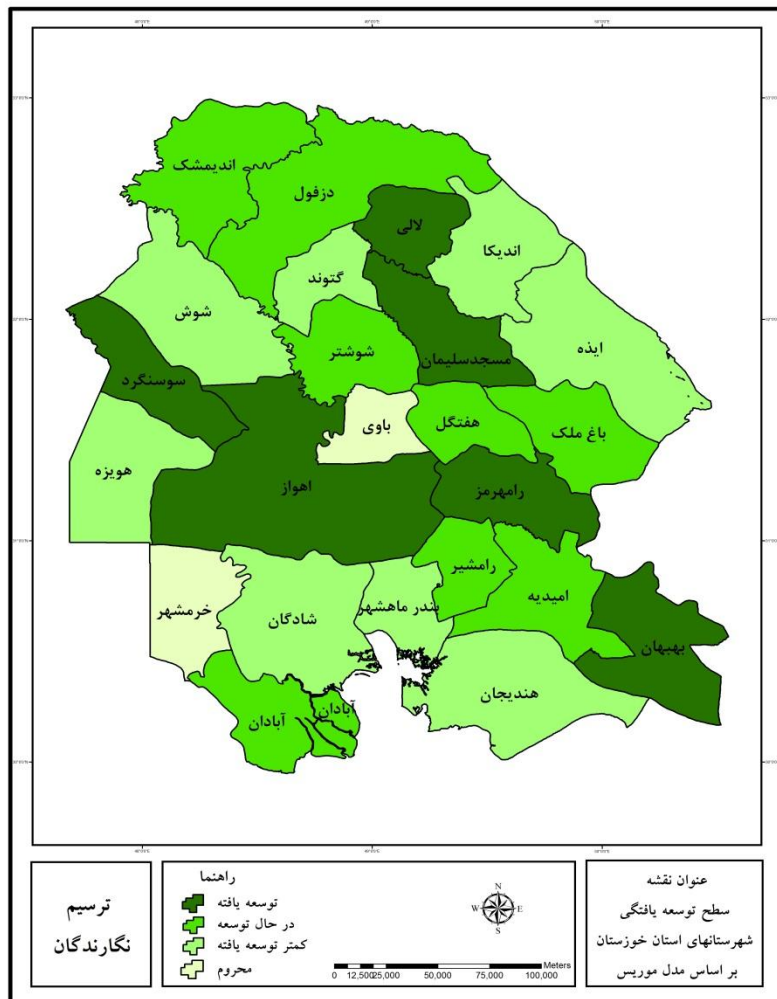 اندیمشک
دزفول
لالی
اندیکا
گتوند
شوش
ایذه
شوشتر
مسجدسلیمان
سوسنگرد
باوی
هفتگل
باغ ملک
هویزه
اهواز
رامهرمز
رامشیر
امیدیه
خرمشهر
شادگان
بندر ماهشهر
بهبهان
هندیجان
آبادان
آبادان
عنوان نقشه
سطح توسعه یافتگی
شهرستانهای استان خوزستان
بر اساس مدل موریس
راهنما
توسعه یافته
در حال توسعه
کمتر توسعه یافته
محروم
N
W E
S
Meters
0 12,500 25,000 50,000 75,000 100,000
ترسیم
نگارندگان